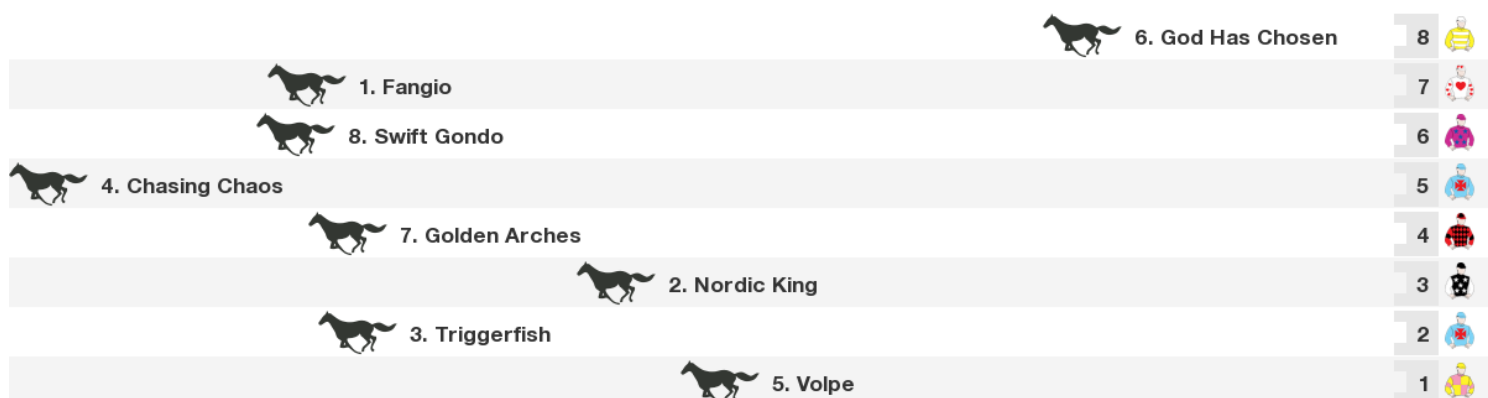 6. God Has Chosen 8
1. Fangio 7
8. Swift Gondo 6
4. Chasing Chaos 5
7. Golden Arches 4
2. Nordic King 3
3. Triggerfish 2
5. Volpe 1